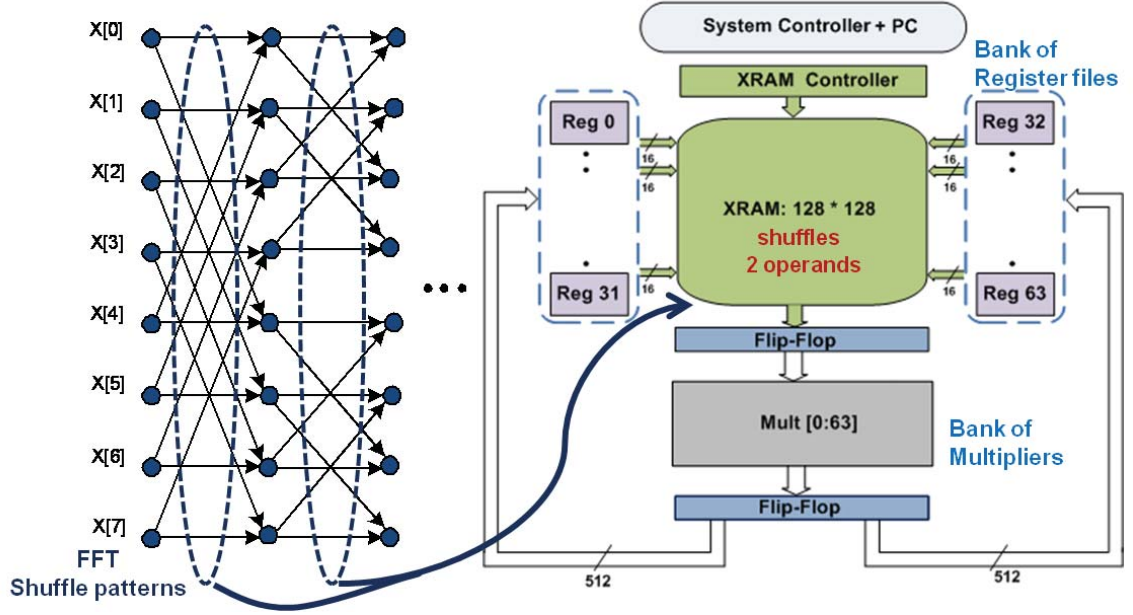 X[0]
X[1]
X[2]
X[3]
X[4]
X[5]
X[6]
X[7]
FFT
Shuffle patterns
System Controller + PC
XRAM Controller
Bank of
Register files
Reg 0
16
16
Reg 31
16
XRAM: 128 * 128
shuffles
2 operands
Reg 32
16
16
Reg 63
16
Flip-Flop
Mult [0:63]
Bank of
Multipliers
Flip-Flop
512
512